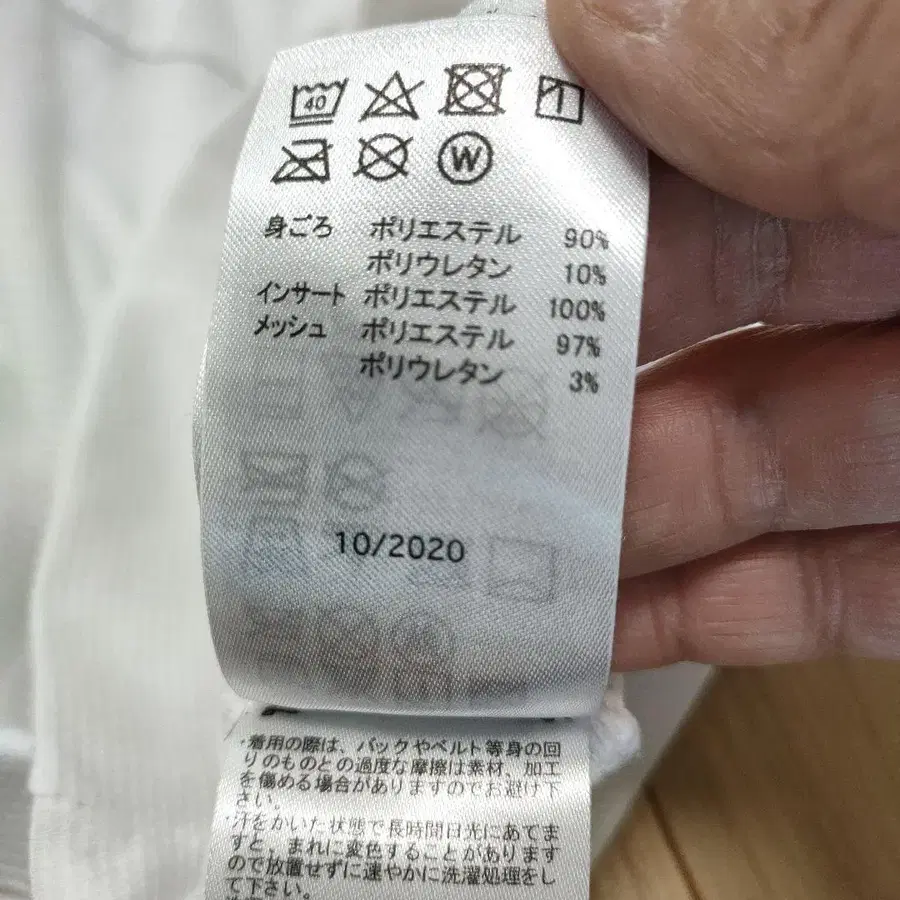 40
W
身ごろ ポリエステル 90%
ポリウレタン 10%
インサート ポリエステル 100%
メッシュ ポリエステル 97%
ポリウレタン 3%
10/2020
・着用の際は、バックやベルト等身の回
りのものとの過度な摩擦は素材、加工
を傷める場合がありますのでお避け下
さい。
・汗をかいた状態で長時間日光にあてま
すと、まれに変色することがあります
ので放置せずに速やかに洗濯処理をし
て下さい。